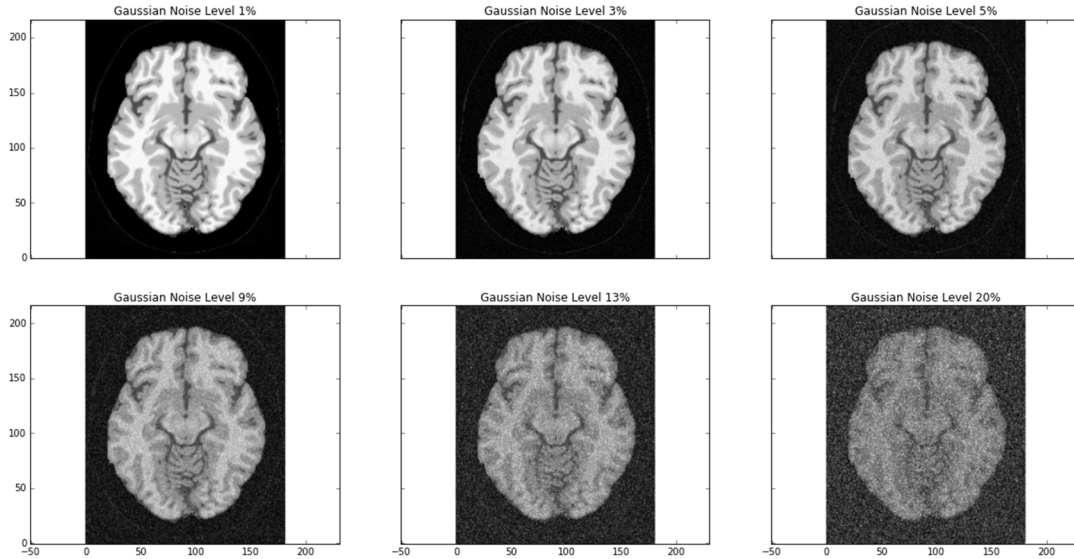 Gaussian Noise Level 1%
Gaussian Noise Level 3%
Gaussian Noise Level 5%
200
150
100
50
0
-50
0
50
100
150
200
Gaussian Noise Level 9%
Gaussian Noise Level 13%
Gaussian Noise Level 20%
200
150
100
50
0
-50 0 50 100 150 200
-50 0 50 100 150 200
-50 0 50 100 150 200